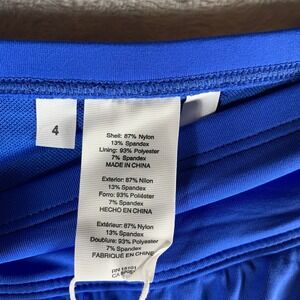 4
Shell: 87% Nylon
13% Spandex
Lining: 93% Polyester
7% Spandex
MADE IN CHINA
Exterior: 87% Nilon
13% Spandex
Forro: 93% Poliéster
7% Spandex
HECHO EN CHINA
Extérieur: 87% Nylon
13% Spandex
Doublure: 93% Polyester
7% Spandex
FABRIQUÉ EN CHINE